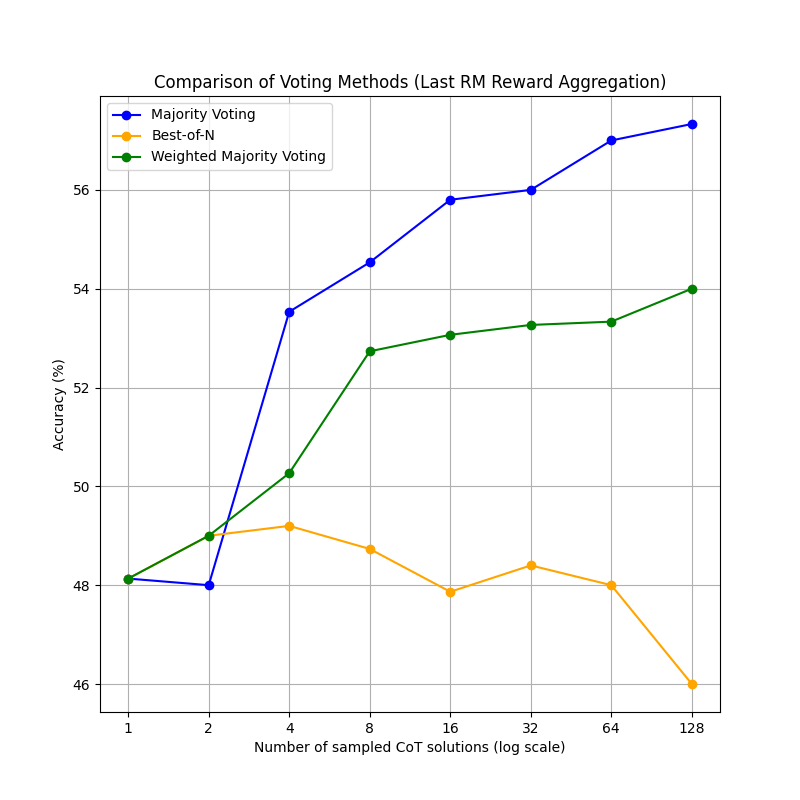 Comparison of Voting Methods (Last RM Reward Aggregation)
Majority Voting
Best-of-N
Weighted Majority Voting
Accuracy (%)
56
54
52
50
48
46
1 2 4 8 16 32 64 128
Number of sampled CoT solutions (log scale)